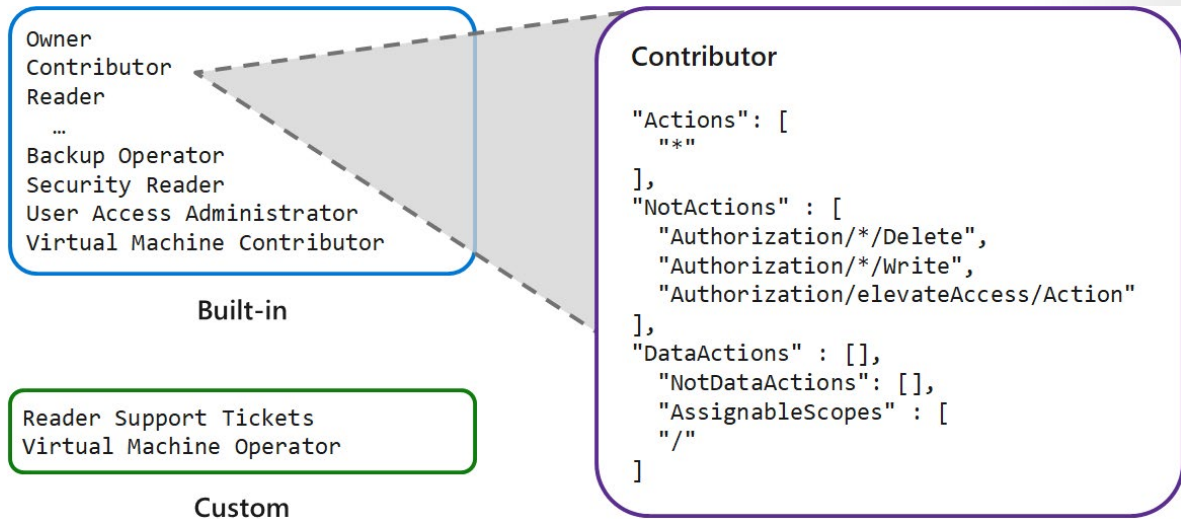 Owner
Contributor
Reader
…
Backup Operator
Security Reader
User Access Administrator
Virtual Machine Contributor
Built-in
Reader Support Tickets
Virtual Machine Operator
Custom
Contributor
"Actions": [
"*"
],
"NotActions" : [
"Authorization/*/Delete",
"Authorization/*/Write",
"Authorization/elevateAccess/Action"
],
"DataActions" : [],
"NotDataActions": [],
"AssignableScopes" : [
"/"
]